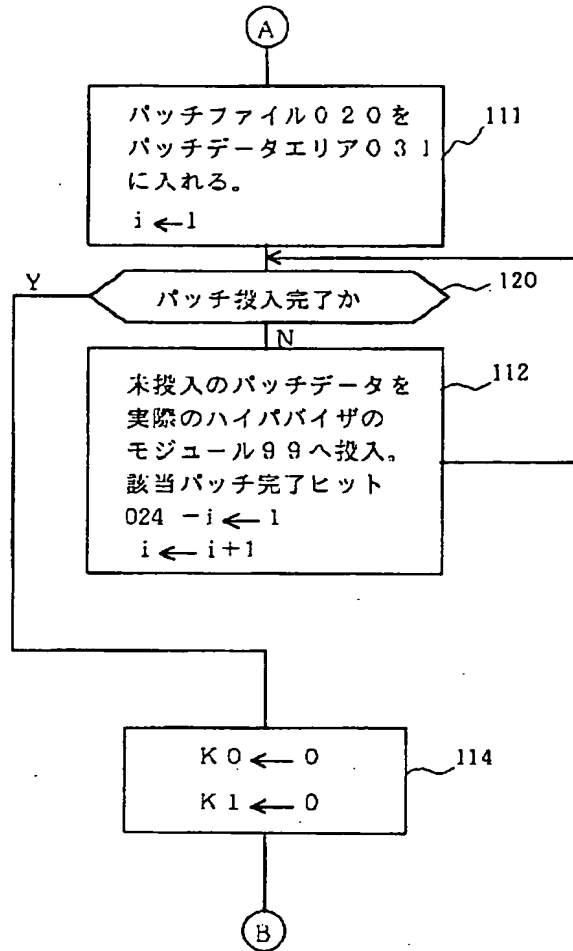 A
パッチファイル020を
パッチデータエリア031
に入れる。
i ← 1
111
Y
パッチ投入完了か
120
N
未投入のパッチデータを
実際のハイパバイザの
モジュール99へ投入。
該当パッチ完了ヒット
024 -i ← 1
i ← i+1
112
K0 ← 0
K1 ← 0
114
B